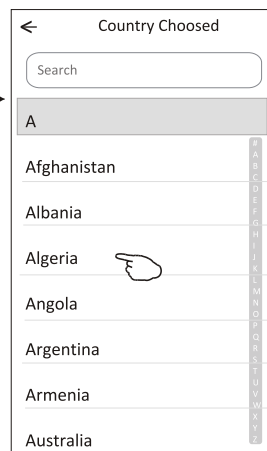 Country Choosed
Search
A
Afghanistan
Albania
Algeria
Angola
Argentina
Armenia
Australia
#
A
B
C
D
E
F
G
H
I
J
K
L
M
N
O
P
Q
R
S
T
U
V
W
X
Y
Z